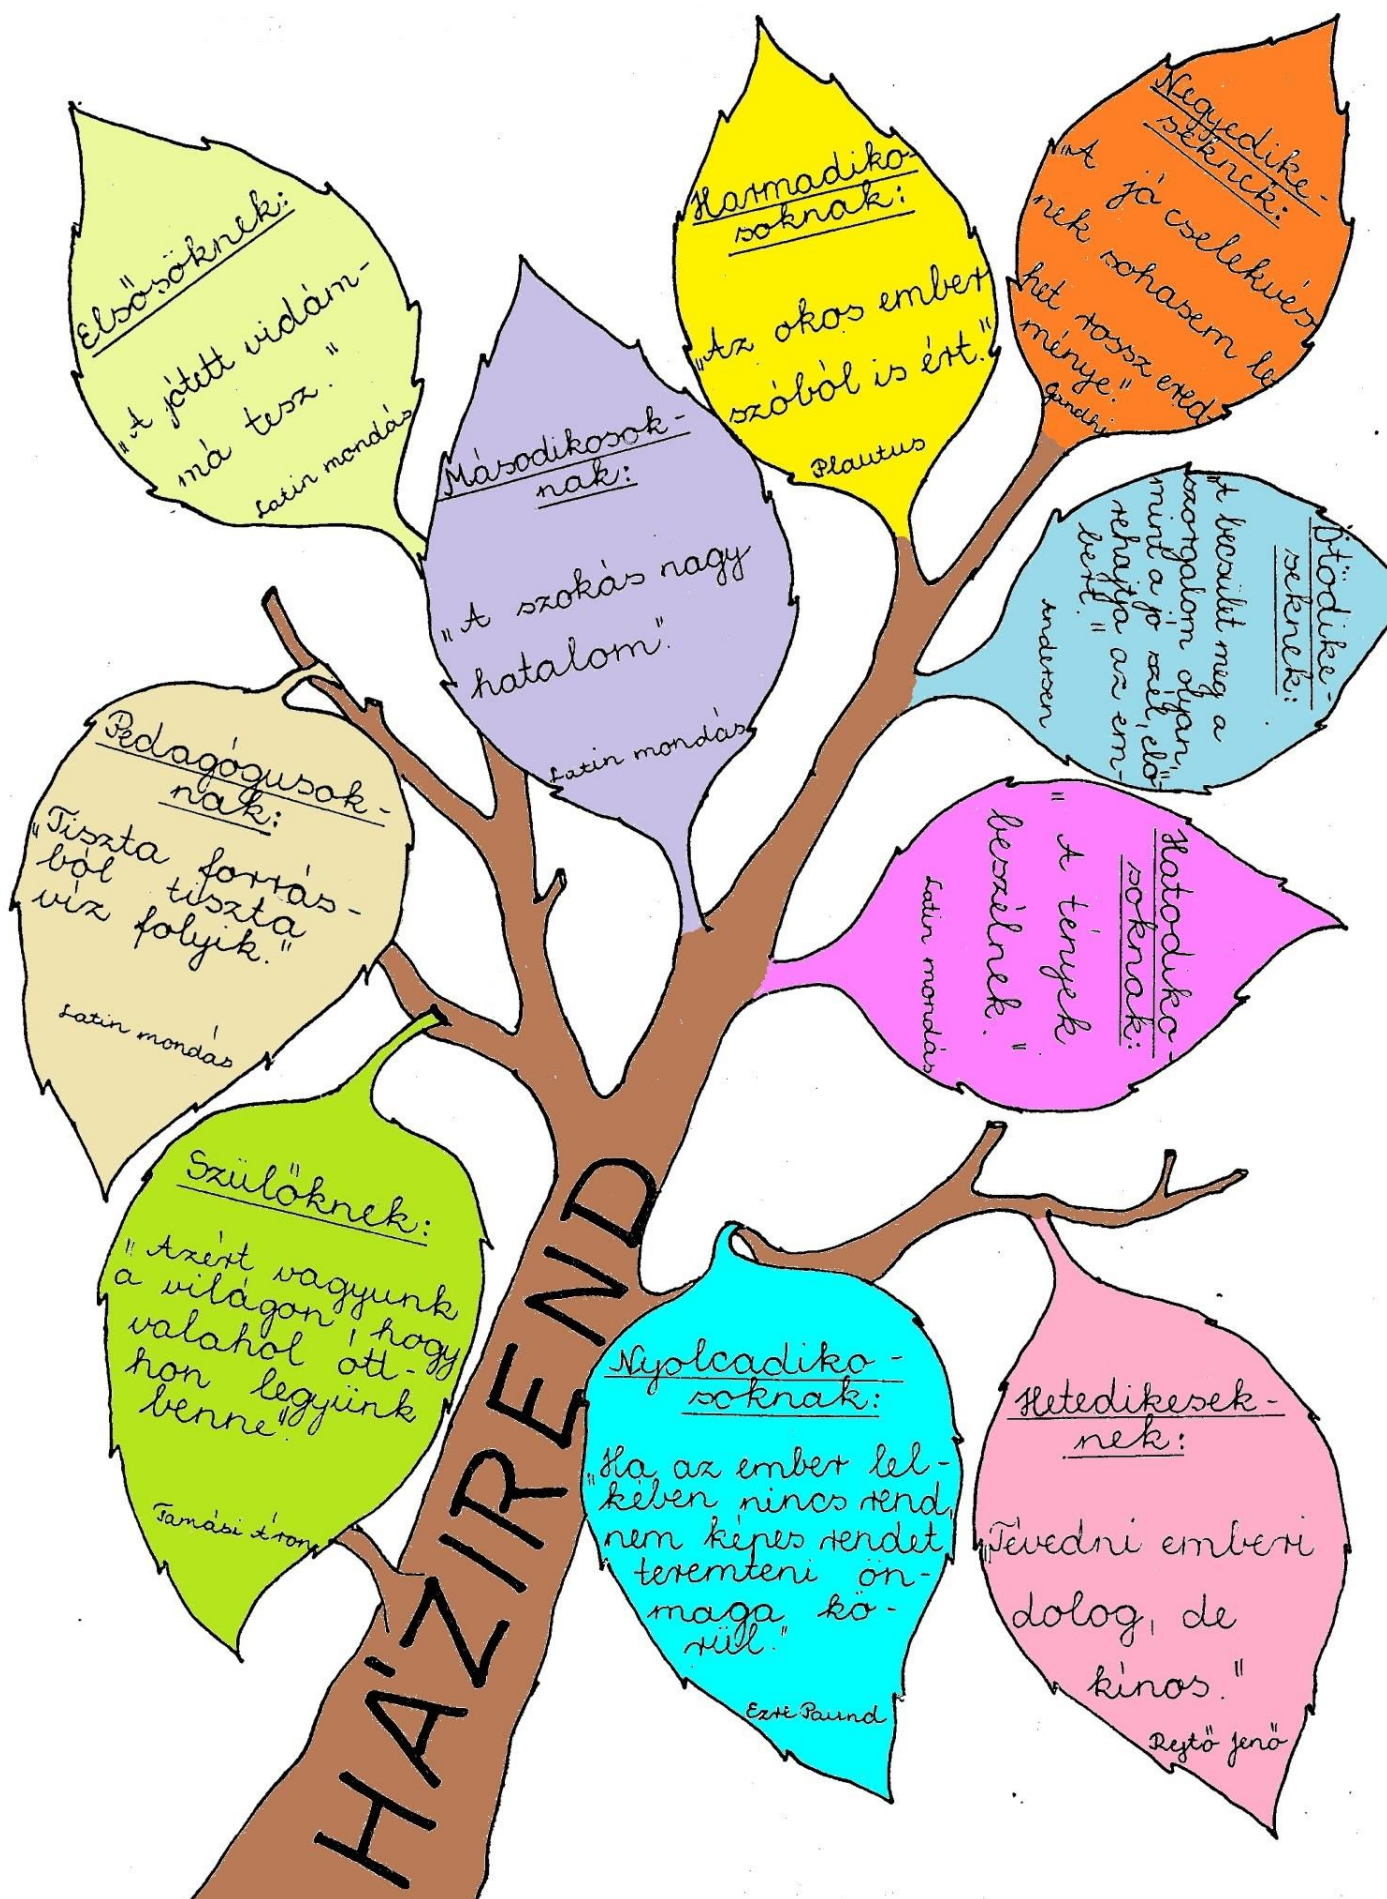 Elsősöknek:
"A jótett vidám-
má tesz."
Latin mondás
Másodikosok-
nak:
"A szokás nagy
hatalom".
Latin mondás
Harmadiko-
soknak:
"Az okos ember
szóból is ért."
Plautus
Negyedike-
seknek:
"A jó cselekvés
nek sohasem le
het rossz ered-
ménye".
Gandhi
Ötödike-
seknek:
"A becsület meg a
szorgalom olyan,
mint a jó szél, elő-
rehajtja az em-
bert."
Andersen
Hatodiko-
soknak:
"A tények
beszélnek."
Latin mondás
Hetedikesek-
nek:
"Tévedni emberi
dolog, de
kínos."
Rejtő Jenő
Nyolcadiko-
soknak:
"Ha az ember lel-
kében nincs rend,
nem képes rendet
teremteni ön-
maga kö-
rül."
Ezre Paund
Pedagógusok-
nak:
"Tiszta forrás-
ból tiszta
víz folyik."
Latin mondás
Szülőknek:
"Azért vagyunk
a világon, hogy
valahol ott-
hon legyünk
benne".
Tamási Áron
HÁZIREND